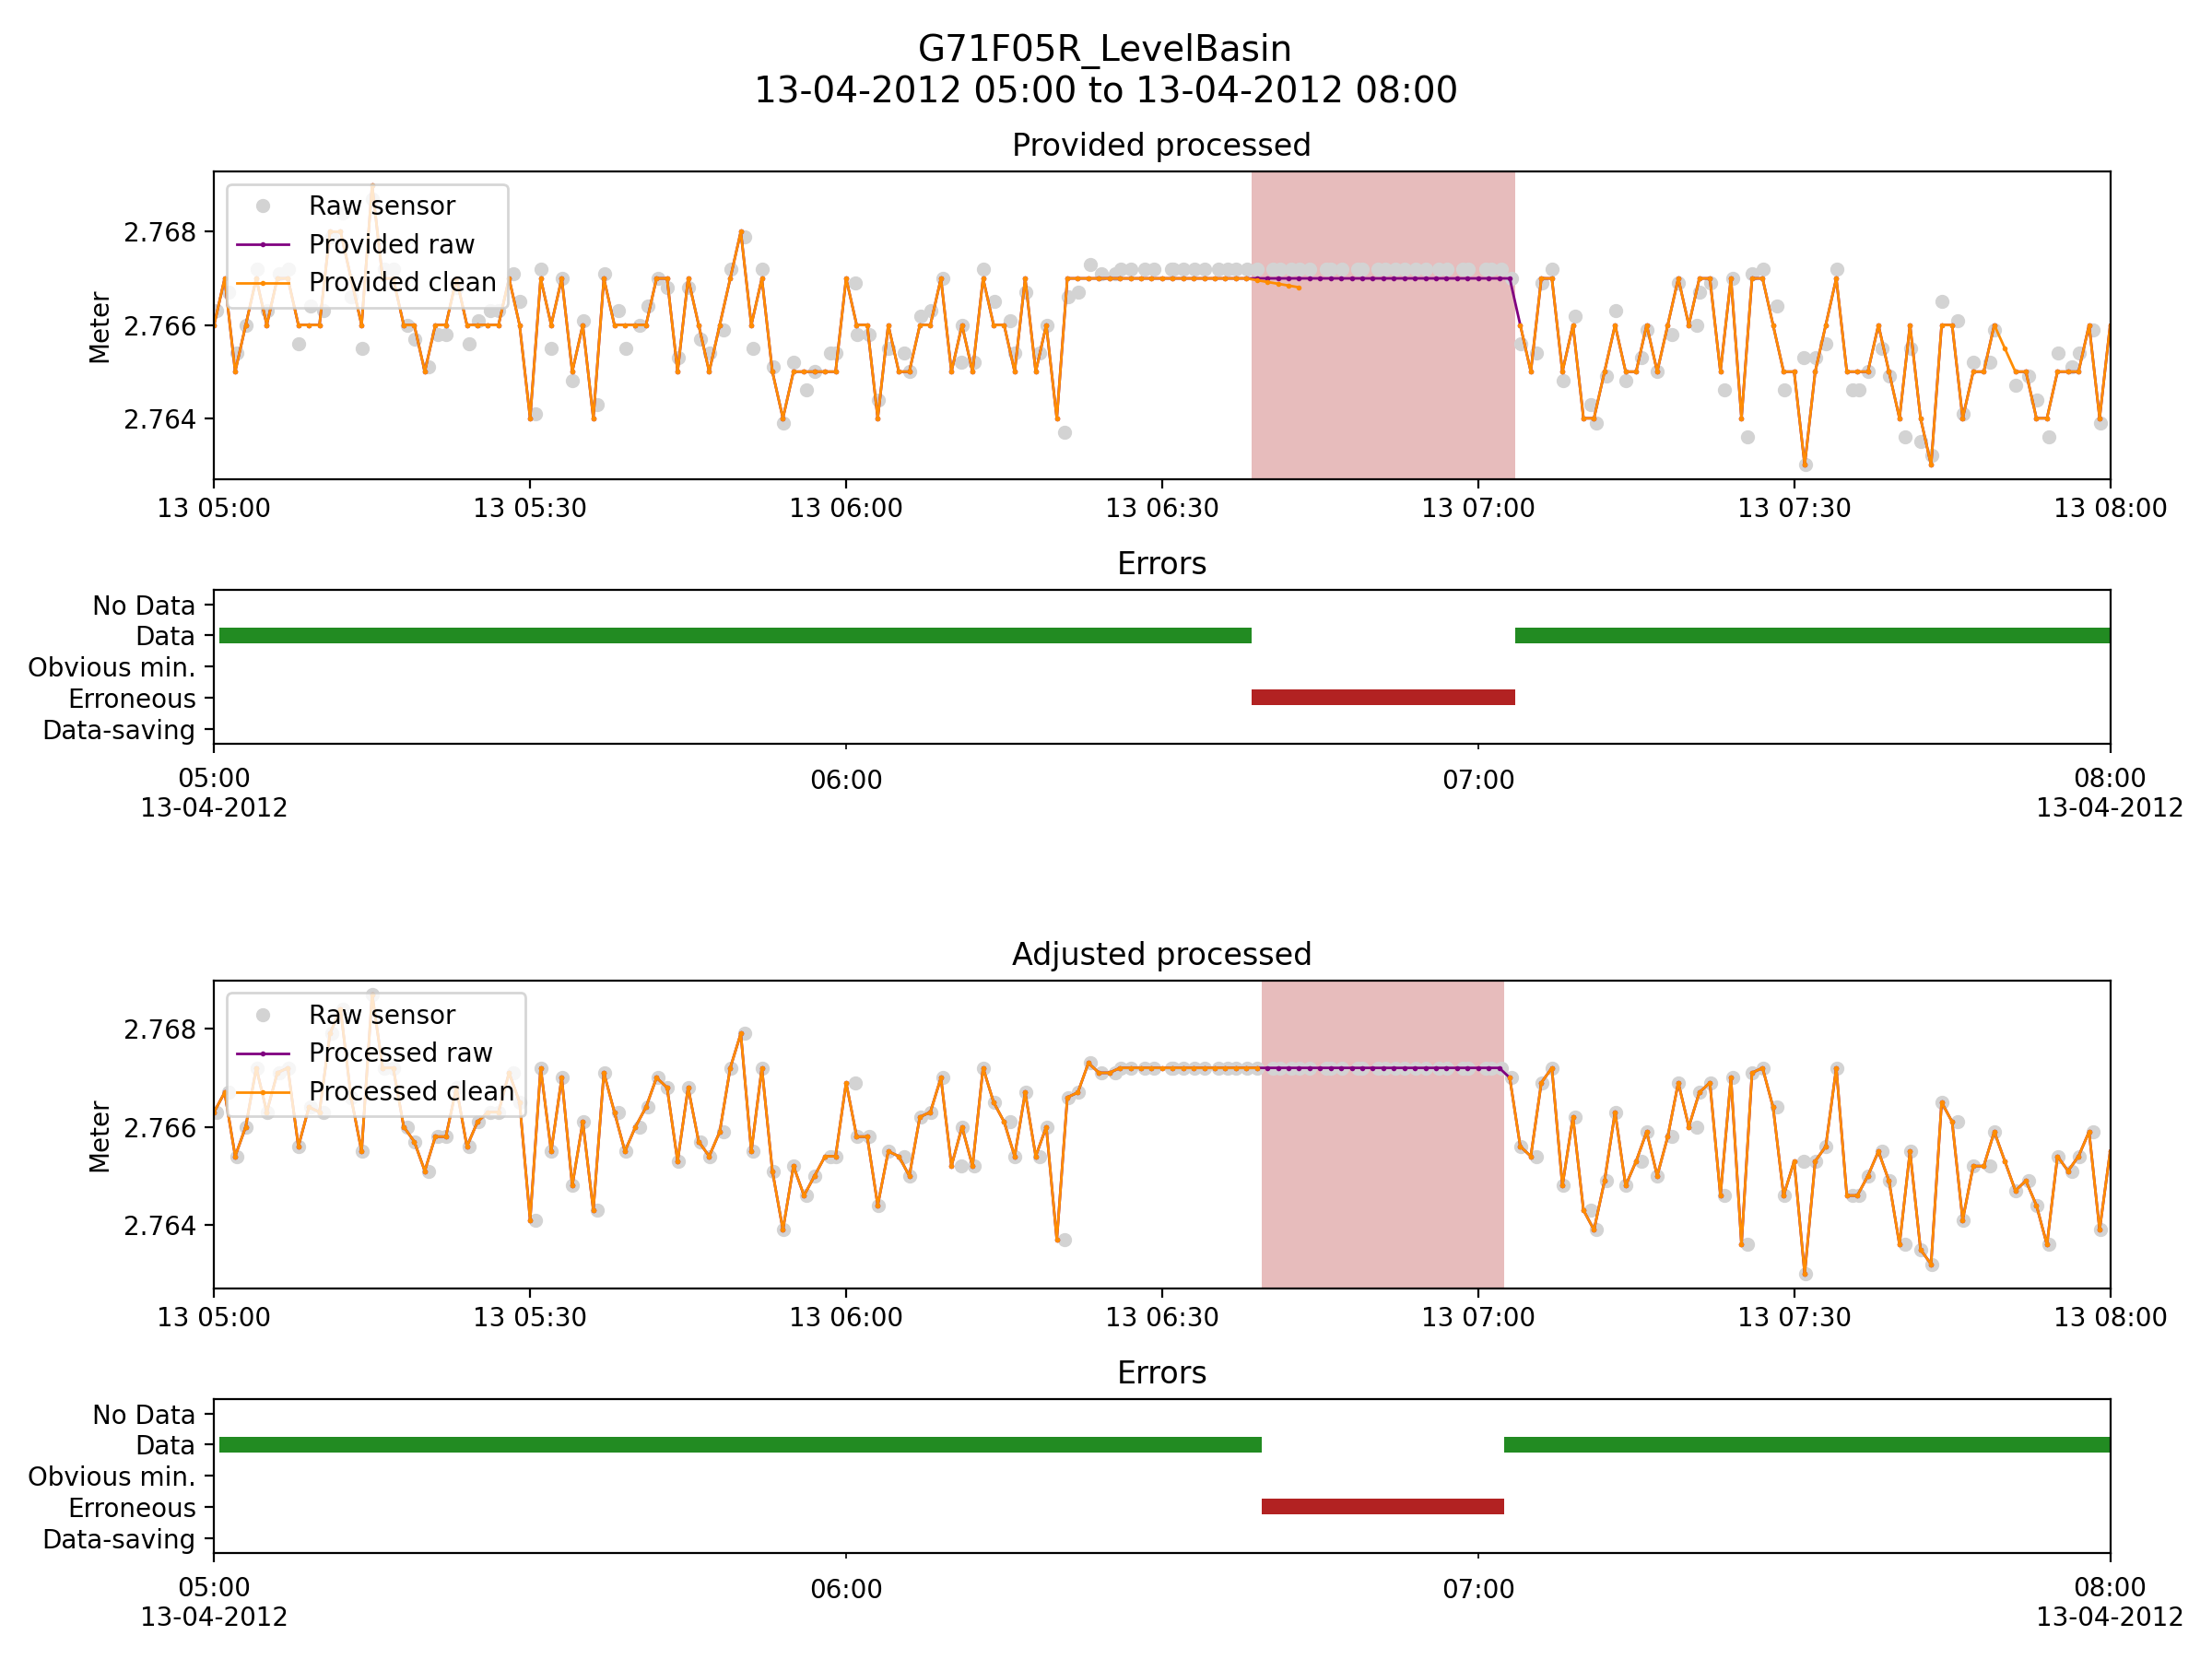 G71F05R_LevelBasin
13-04-2012 05:00 to 13-04-2012 08:00
Provided processed
Raw sensor
Provided raw
Provided clean
Meter
2.768
2.766
2.764
13 05:00 13 05:30 13 06:00 13 06:30 13 07:00 13 07:30 13 08:00
Errors
No Data
Data
Obvious min.
Erroneous
Data-saving
05:00 06:00 07:00 08:00
13-04-2012 13-04-2012
Adjusted processed
Raw sensor
Processed raw
Processed clean
Meter
2.768
2.766
2.764
13 05:00 13 05:30 13 06:00 13 06:30 13 07:00 13 07:30 13 08:00
Errors
No Data
Data
Obvious min.
Erroneous
Data-saving
05:00 06:00 07:00 08:00
13-04-2012 13-04-2012